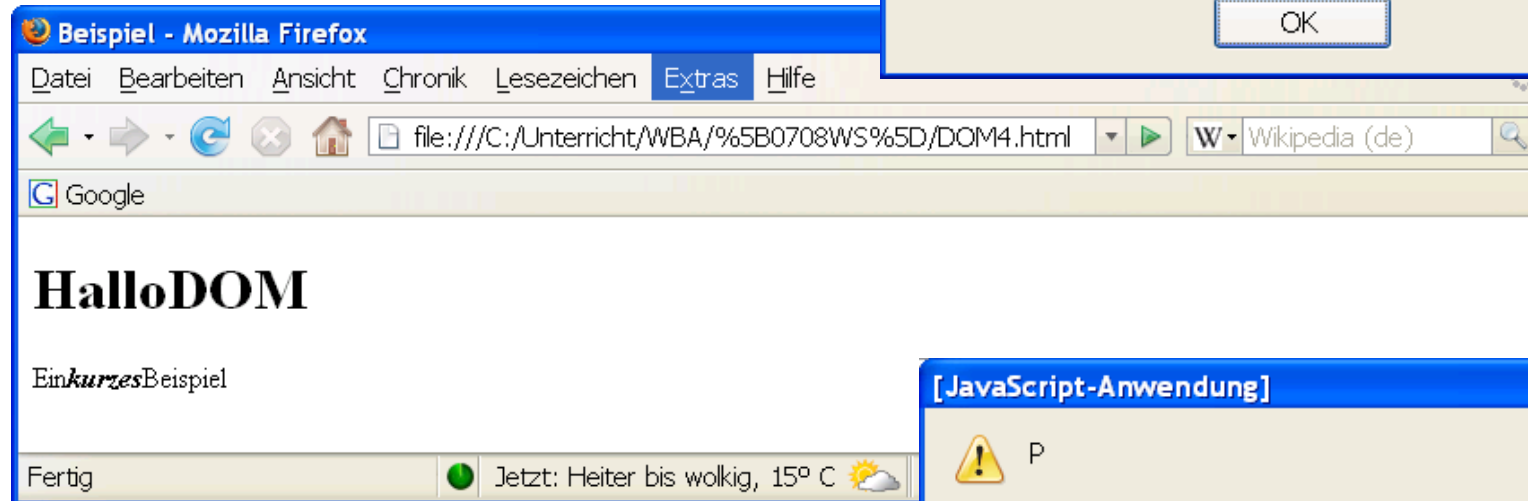 OK
Beispiel - Mozilla Firefox
Datei Bearbeiten Ansicht Chronik Lesezeichen Extras Hilfe
file:///C:/Unterricht/WBA/%5B0708WS%5D/DOM4.html W Wikipedia (de)
G Google
HalloDOM
EinkurzesBeispiel
[JavaScript-Anwendung]
P
Fertig Jetzt: Heiter bis wolkig, 15º C